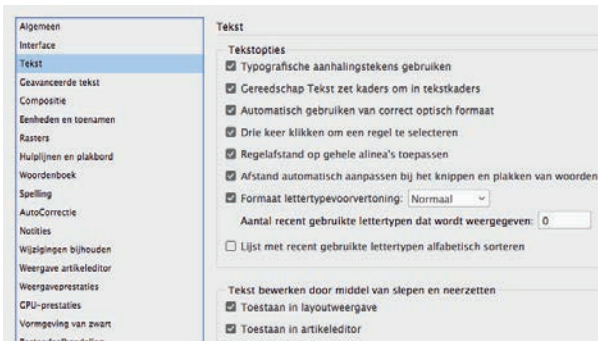 Algemeen
Interface
Tekst
Geavanceerde tekst
Compositie
Eenheden en toenamen
Rasters
Hulplijnen en plakbord
Woordenboek
Spelling
AutoCorrectie
Notities
Wijzigingen bijhouden
Weergave artikeleditor
Weergaveprestaties
GPU-prestaties
Vormgeving van zwart
Tekst
Tekstopties
Typografische aanhalingstekens gebruiken
Gereedschap Tekst zet kaders om in tekstkaders
Automatisch gebruiken van correct optisch formaat
Drie keer klikken om een regel te selecteren
Regelafstand op gehele alinea's toepassen
Afstand automatisch aanpassen bij het knippen en plakken van woorden
Formaat lettertypevoorvertoning: Normaal
Aantal recent gebruikte lettertypen dat wordt weergegeven: 0
Lijst met recent gebruikte lettertypen alfabetisch sorteren
Tekst bewerken door middel van slepen en neerzetten
Toestaan in layoutweergave
Toestaan in artikeleditor